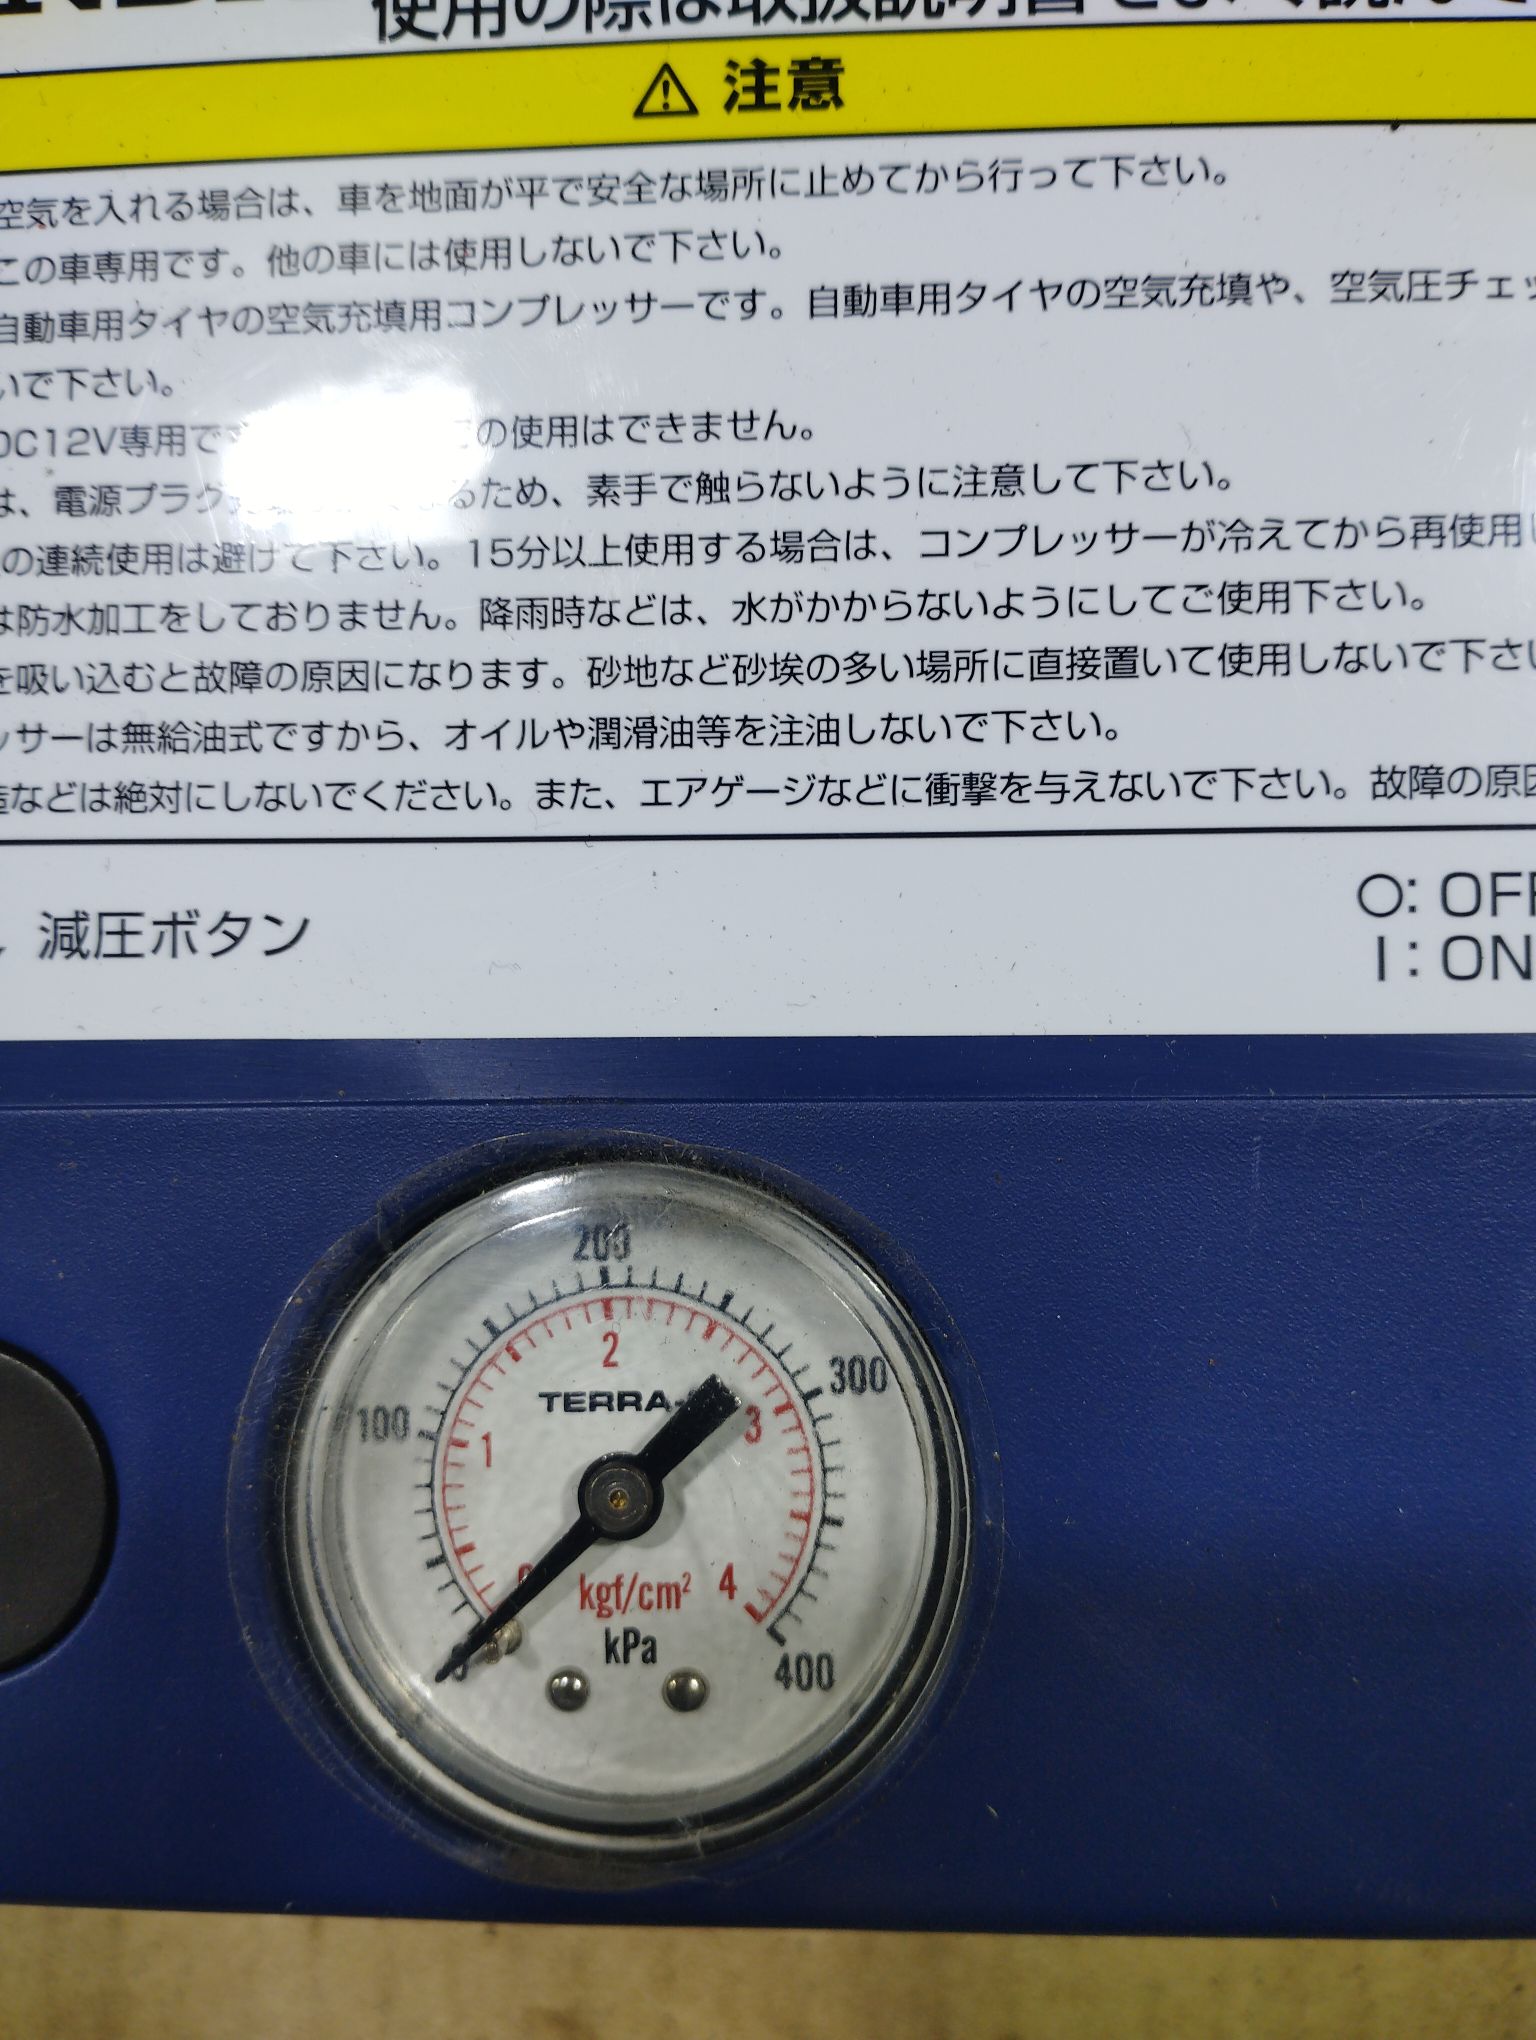 使用の際は取扱説明書をよく読んで
⚠ 注意
空気を入れる場合は、車を地面が平で安全な場所に止めてから行って下さい。
この車専用です。他の車には使用しないで下さい。
自動車用タイヤの空気充填用コンプレッサーです。自動車用タイヤの空気充填や、空気圧チェッ
いで下さい。
DC12V専用で の使用はできません。
は、電源プラグ るため、素手で触らないように注意して下さい。
の連続使用は避けて下さい。15分以上使用する場合は、コンプレッサーが冷えてから再使用
は防水加工をしておりません。降雨時などは、水がかからないようにしてご使用下さい。
を吸い込むと故障の原因になります。砂地など砂埃の多い場所に直接置いて使用しないで下さい
ッサーは無給油式ですから、オイルや潤滑油等を注油しないで下さい。
などは絶対にしないでください。また、エアゲージなどに衝撃を与えないで下さい。故障の原因
減圧ボタン
○: OFF
I: ON
200
2
300
TERRA-
3
100
1
0
kgf/cm²
4
kPa
0
400